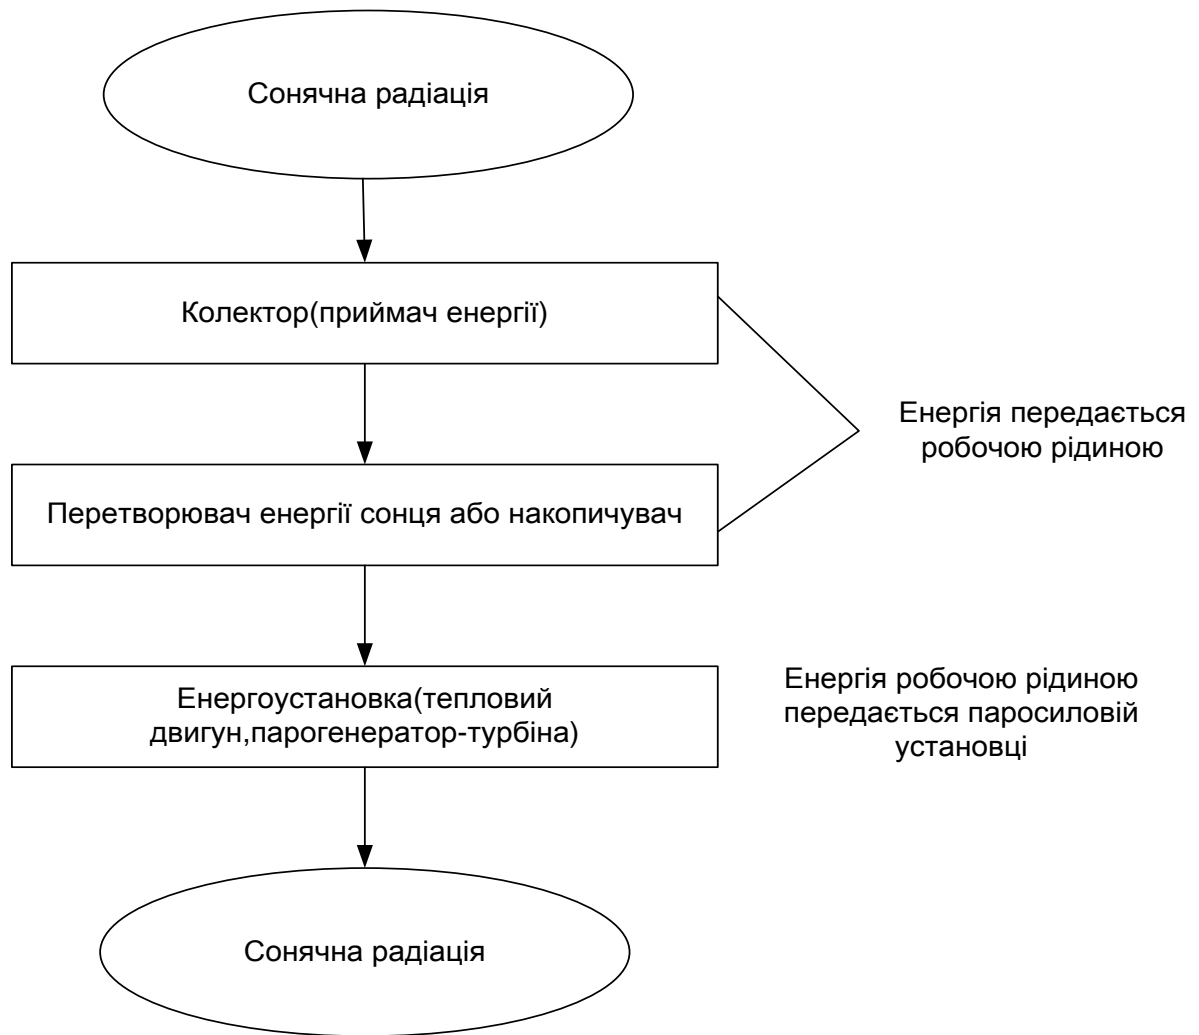 Сонячна радіація
Колектор(приймач енергії)
Енергія передається
робочою рідиною
Перетворювач енергії сонця або накопичувач
Енергоустановка(тепловий
двигун,парогенератор-турбіна)
Енергія робочою рідиною
передається паросиловій
установці
Сонячна радіація